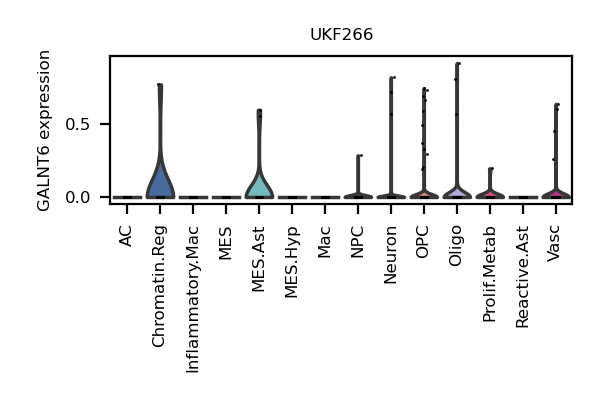 UKF266
GALNT6 expression
0.5
0.0
AC
Chromatin.Reg
Inflammatory.Mac
MES
MES.Ast
MES.Hyp
Mac
NPC
Neuron
OPC
Oligo
Prolif.Metab
Reactive.Ast
Vasc